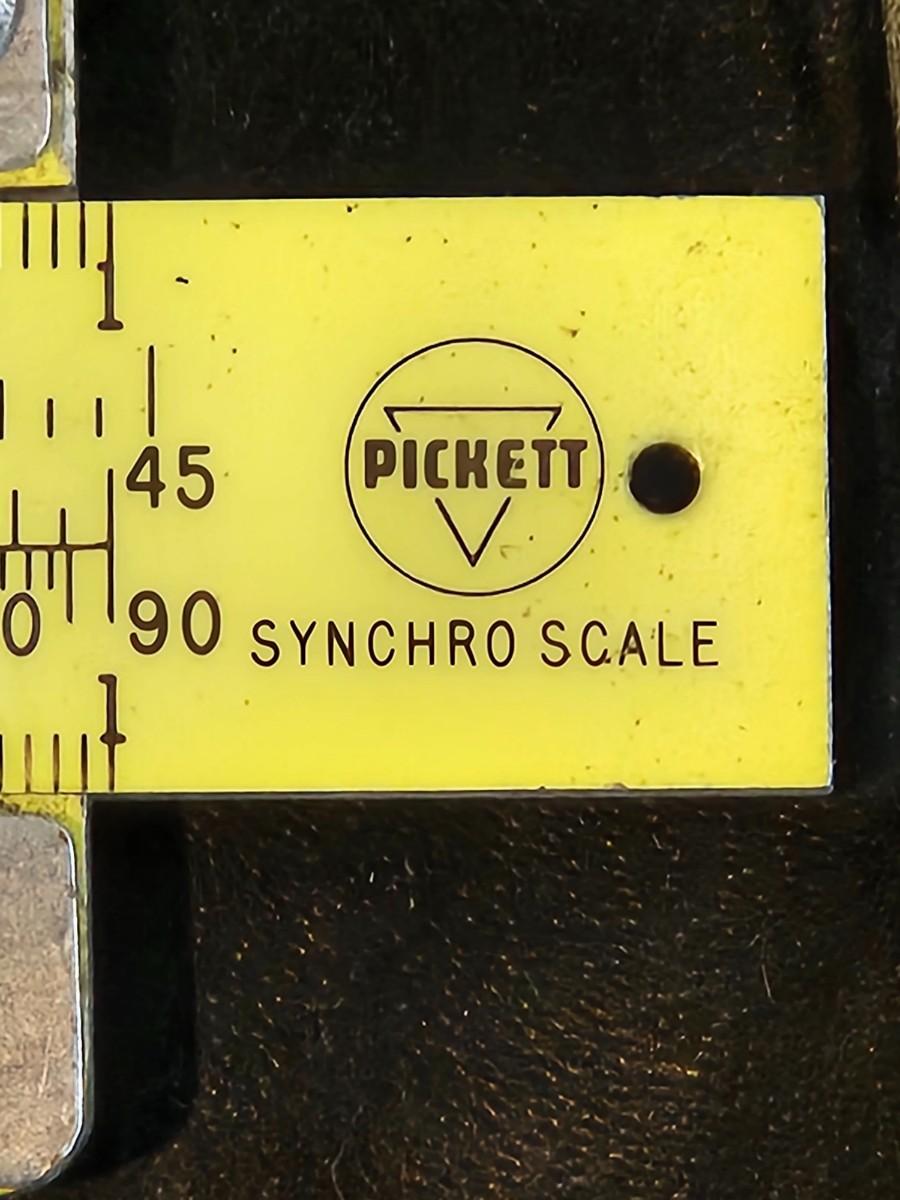 1
45
PICKETT
0 90
SYNCHRO SCALE
1